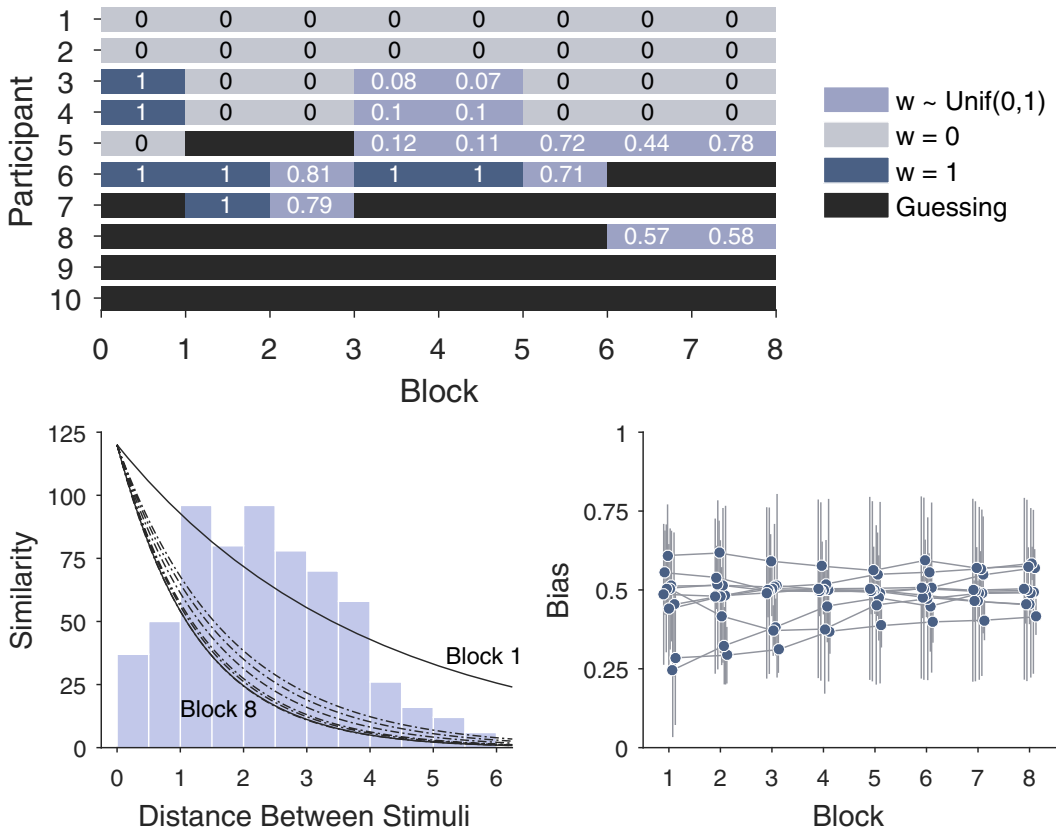 1 0 0 0 0 0 0 0 0
2 0 0 0 0 0 0 0 0
3 1 0 0 0.08 0.07 0 0 0
4 1 0 0 0.1 0.1 0 0 0
5 0 0.12 0.11 0.72 0.44 0.78
6 1 1 0.81 1 1 0.71
7 1 0.79
8 0.57 0.58
9
10
Participant
0 1 2 3 4 5 6 7 8
Block
w ~ Unif(0,1)
w = 0
w = 1
Guessing
125
100
75
50
25
0
Similarity
Block 1
Block 8
0 1 2 3 4 5 6
Distance Between Stimuli
1
0.75
0.5
0.25
0
Bias
1 2 3 4 5 6 7 8
Block